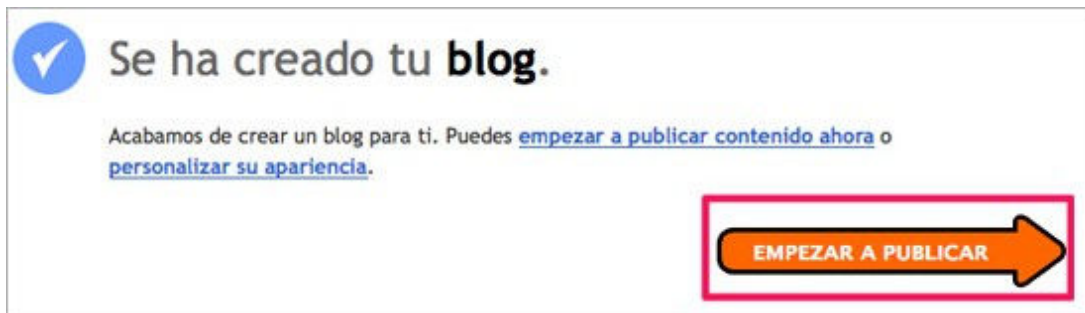 Se ha creado tu blog.
Acabamos de crear un blog para ti. Puedes empezar a publicar contenido ahora o
personalizar su apariencia.
EMPEZAR A PUBLICAR